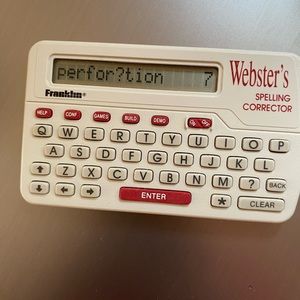 perfor?tion 7
Franklin
Webster's
SPELLING
CORRECTOR
HELP CONF GAMES BUILD DEMO
Q W E R T Y U I O P
A S D F G H J K L
Z X C V B N M ? BACK
ENTER * CLEAR